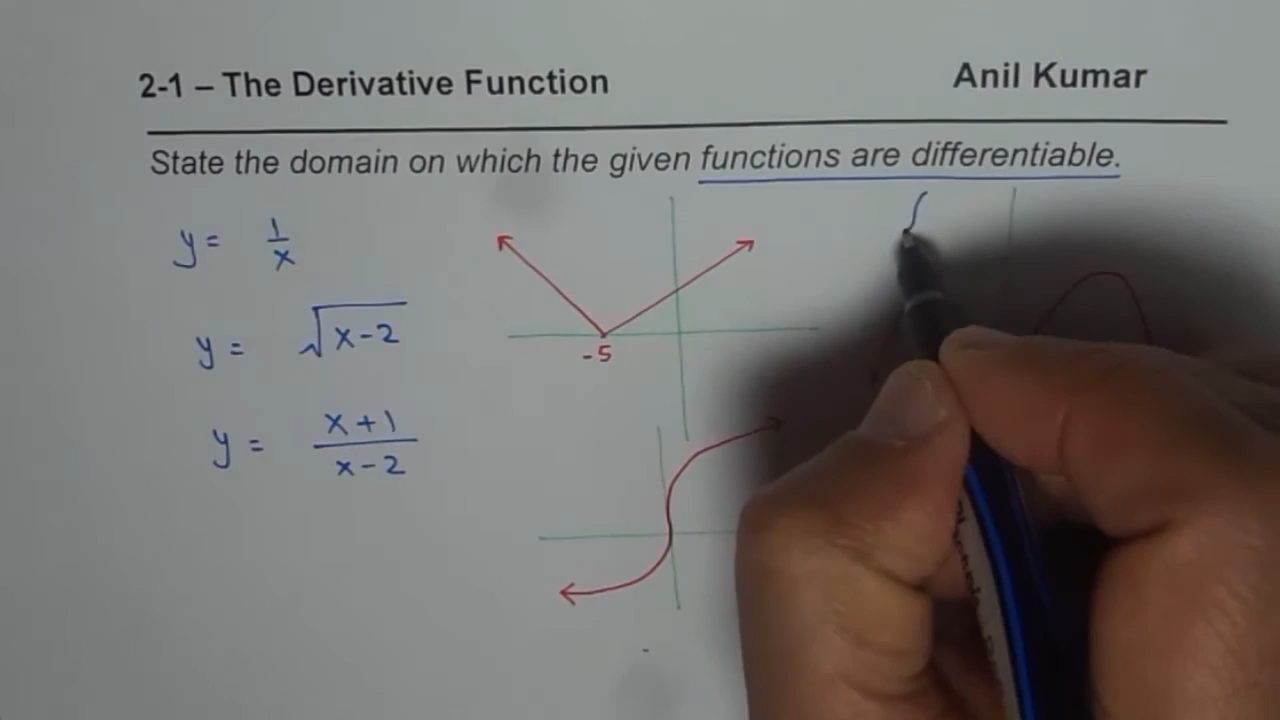 2-1 – The Derivative Function
Anil Kumar
State the domain on which the given functions are differentiable.
y = 1/x
y = √x-2
y = x+1/x-2
-5